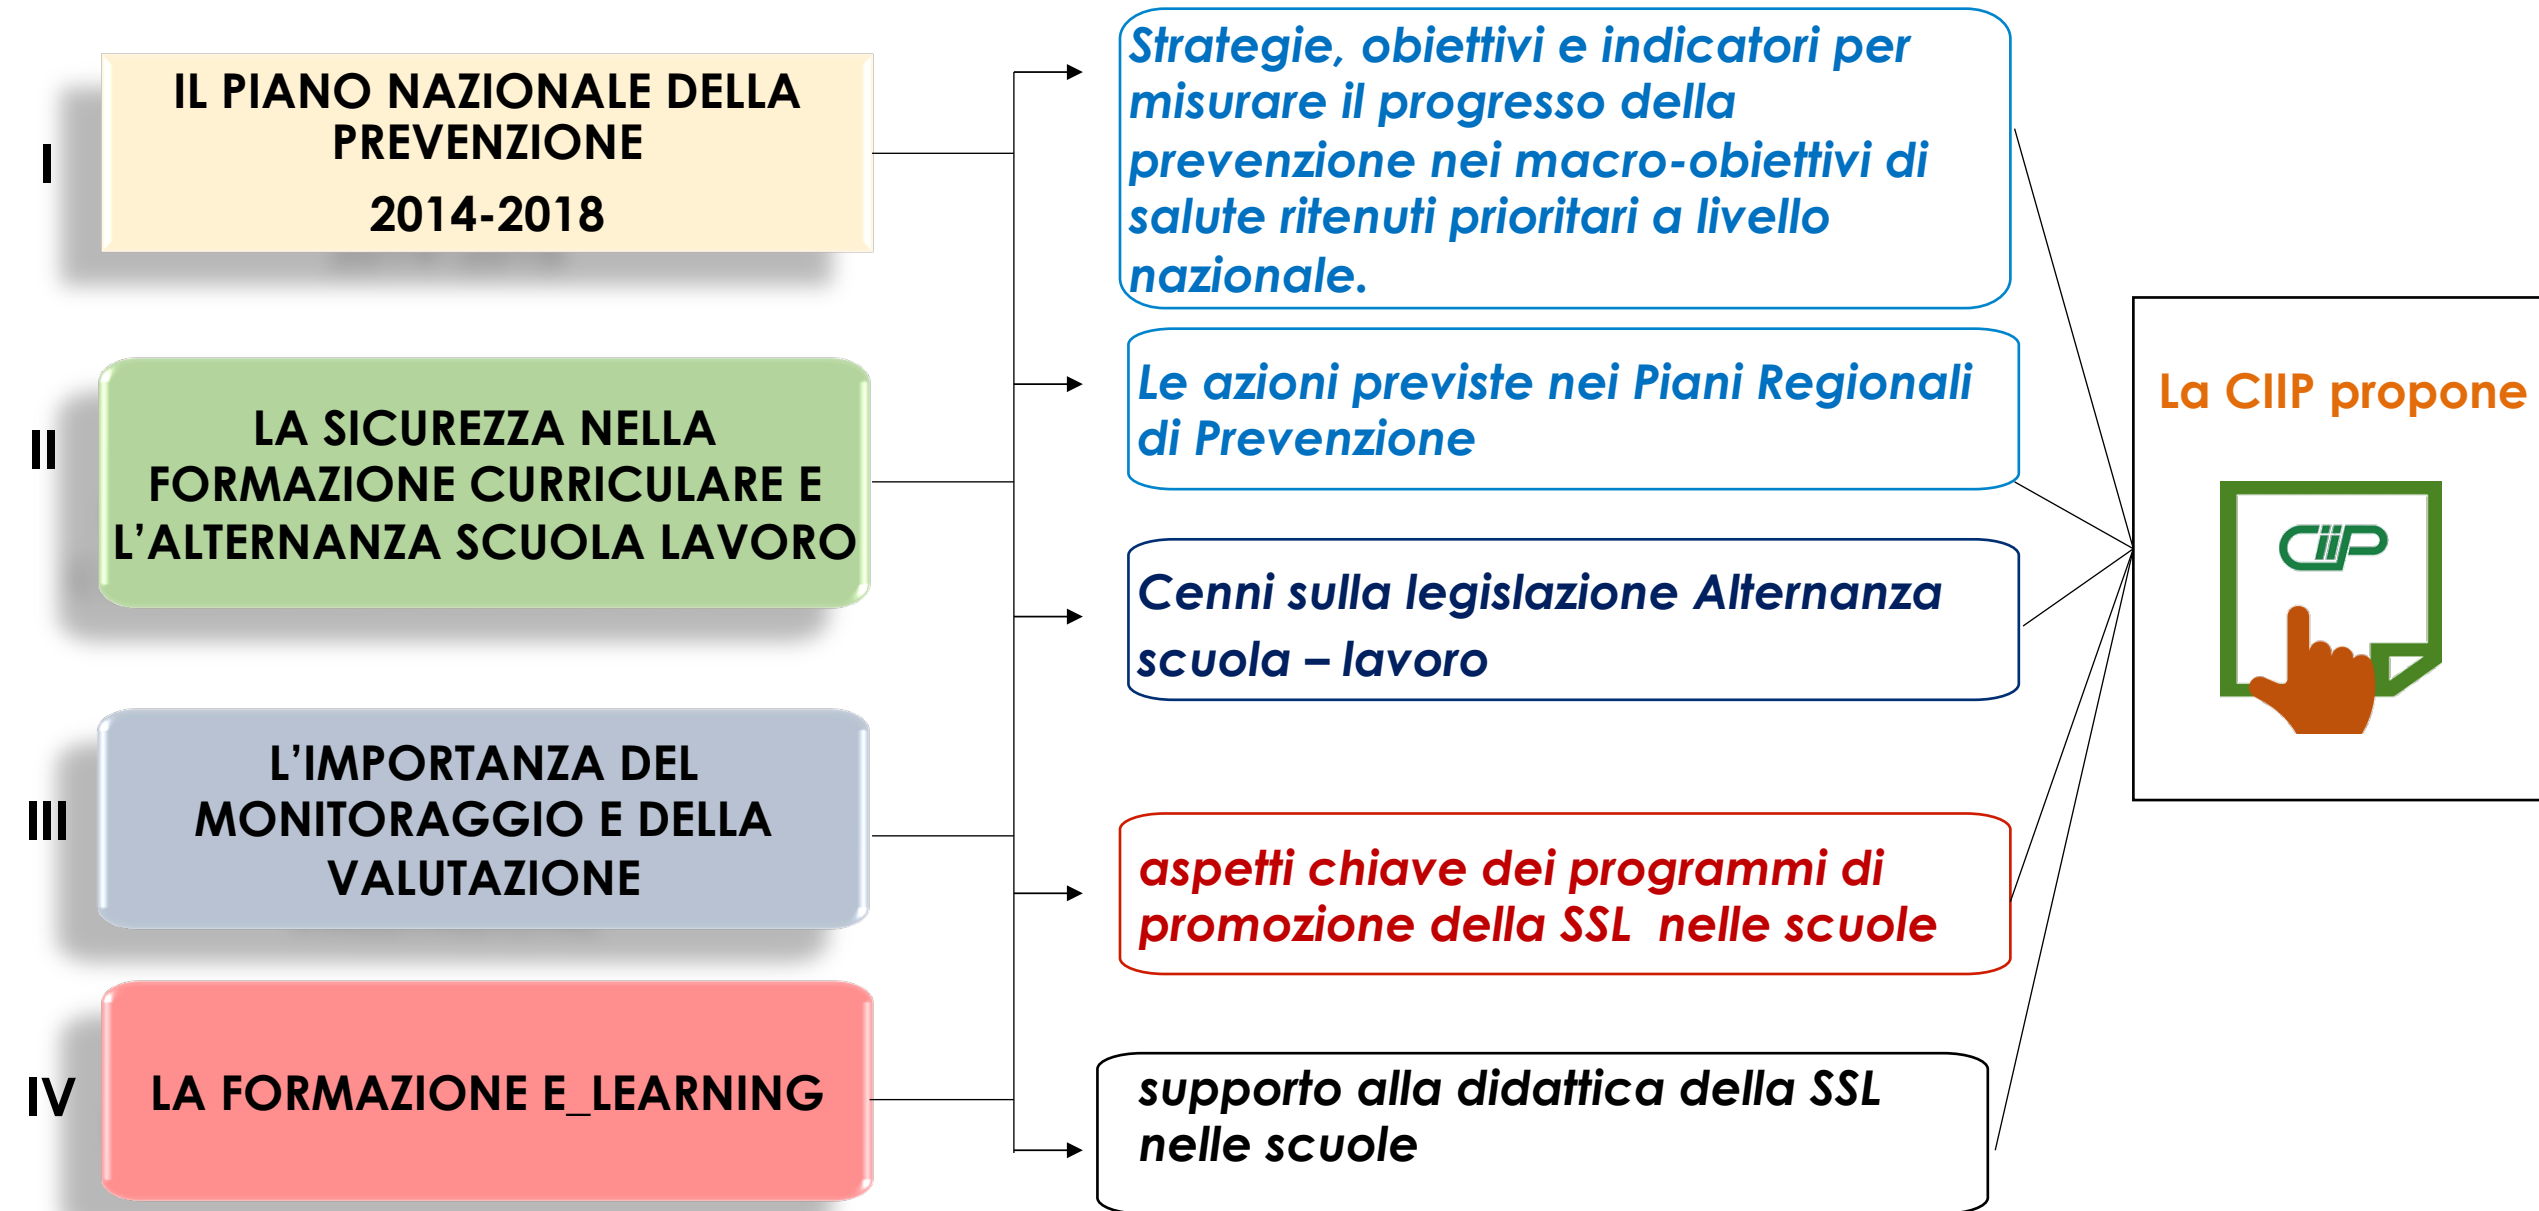 I
IL PIANO NAZIONALE DELLA
PREVENZIONE
2014-2018
II
LA SICUREZZA NELLA
FORMAZIONE CURRICULARE E
L’ALTERNANZA SCUOLA LAVORO
III
L’IMPORTANZA DEL
MONITORAGGIO E DELLA
VALUTAZIONE
IV
LA FORMAZIONE E_LEARNING
Strategie, obiettivi e indicatori per
misurare il progresso della
prevenzione nei macro-obiettivi di
salute ritenuti prioritari a livello
nazionale.
Le azioni previste nei Piani Regionali
di Prevenzione
Cenni sulla legislazione Alternanza
scuola – lavoro
aspetti chiave dei programmi di
promozione della SSL nelle scuole
supporto alla didattica della SSL
nelle scuole
La CIIP propone
CiiP